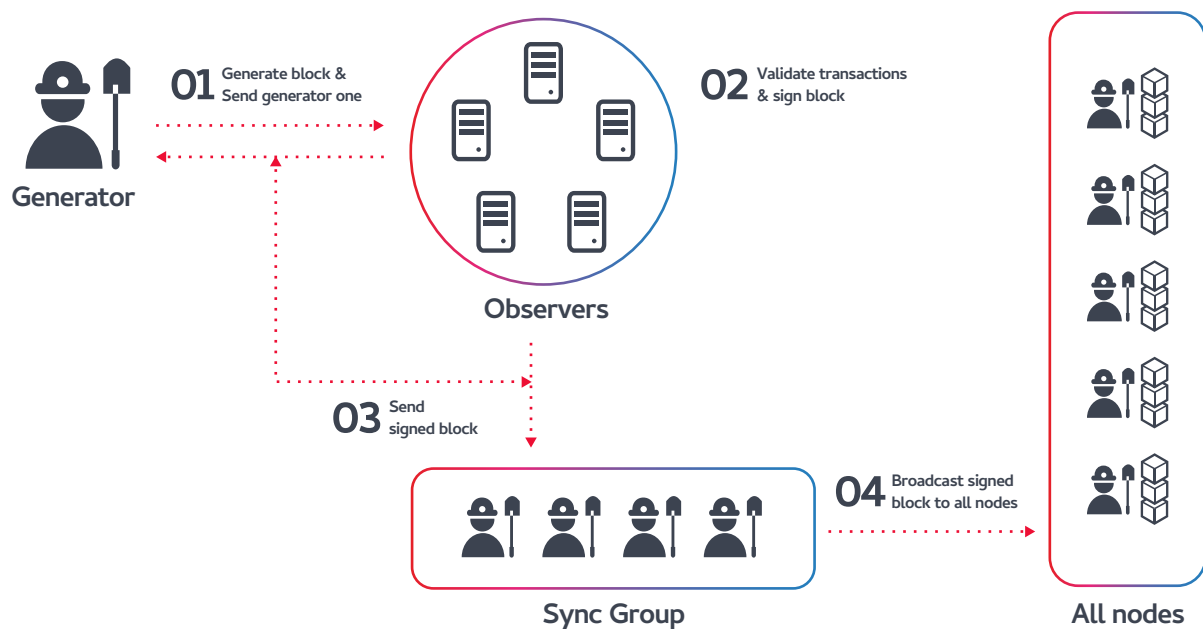 01
Generate block &
Send generator one
02
Validate transactions
& sign block
Generator
Observers
03
Send
signed block
04
Broadcast signed
block to all nodes
Sync Group
All nodes